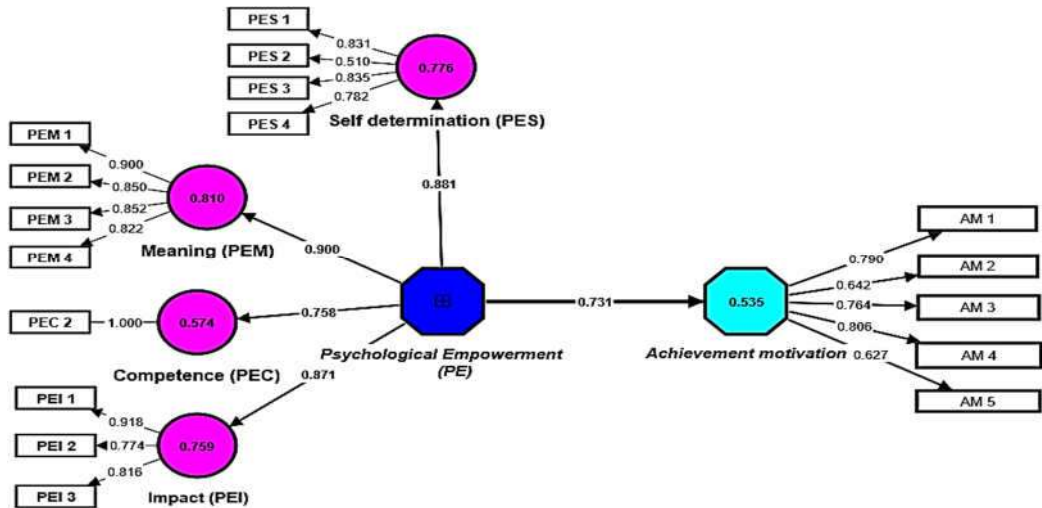 PES 1
PES 2
PES 3
PES 4
0.831
0.510
0.835
0.782
0.776
Self determination (PES)
0.881
PEM 1
PEM 2
PEM 3
PEM 4
0.900
0.850
0.852
0.822
0.810
Meaning (PEM)
0.900
PEC 2
1.000
0.574
0.758
Competence (PEC)
PEI 1
PEI 2
PEI 3
0.918
0.774
0.816
0.759
Impact (PEI)
0.871
Psychological Empowerment
(PE)
0.731
0.535
Achievement motivation
0.790
0.642
0.764
0.806
0.627
AM 1
AM 2
AM 3
AM 4
AM 5